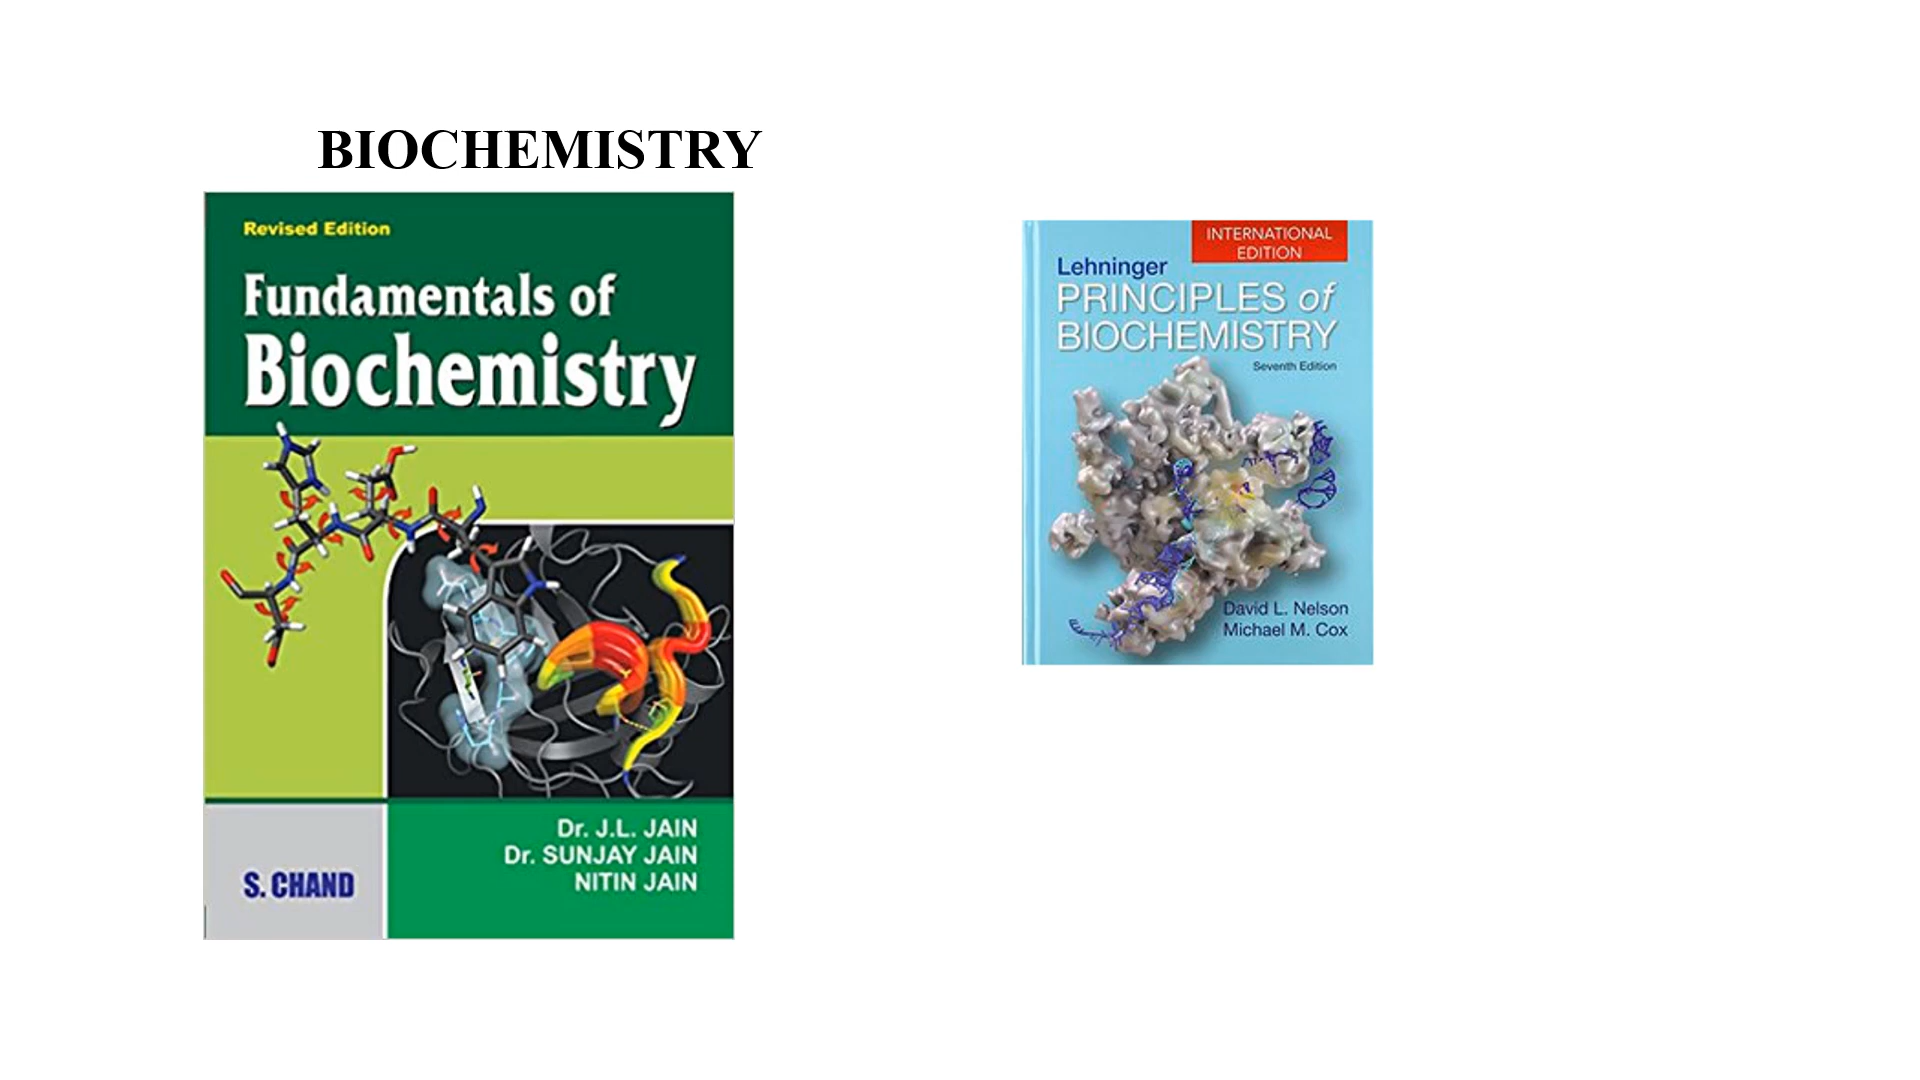 BIOCHEMISTRY
Revised Edition
Fundamentals of
Biochemistry
Dr. J.L. JAIN
Dr. SUNJAY JAIN
NITIN JAIN
S. CHAND
INTERNATIONAL
EDITION
Lehninger
PRINCIPLES of
BIOCHEMISTRY
Seventh Edition
David L. Nelson
Michael M. Cox